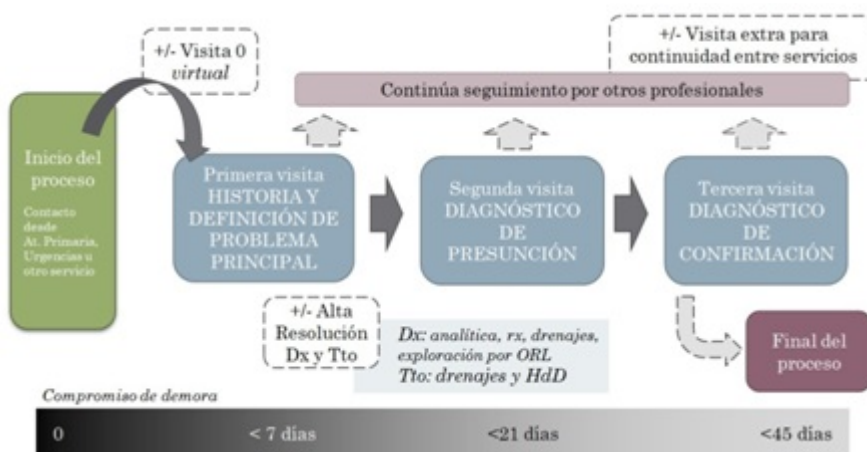 +/- Visita 0
virtual
+/- Visita extra para
continuidad entre servicios
Continúa seguimiento por otros profesionales
Inicio del
proceso
Contacto
desde
At. Primaria,
Urgencias u
otro servicio
Primera visita
HISTORIA Y
DEFINICIÓN DE
PROBLEMA
PRINCIPAL
Segunda visita
DIAGNÓSTICO
DE
PRESUNCIÓN
Tercera visita
DIAGNÓSTICO
DE
CONFIRMACIÓN
+/- Alta
Resolución
Dx y Tto
Dx: analítica, rx, drenajes,
exploración por ORL
Tto: drenajes y HdD
Final del
proceso
Compromiso de demora
0
< 7 días
<21 días
<45 días